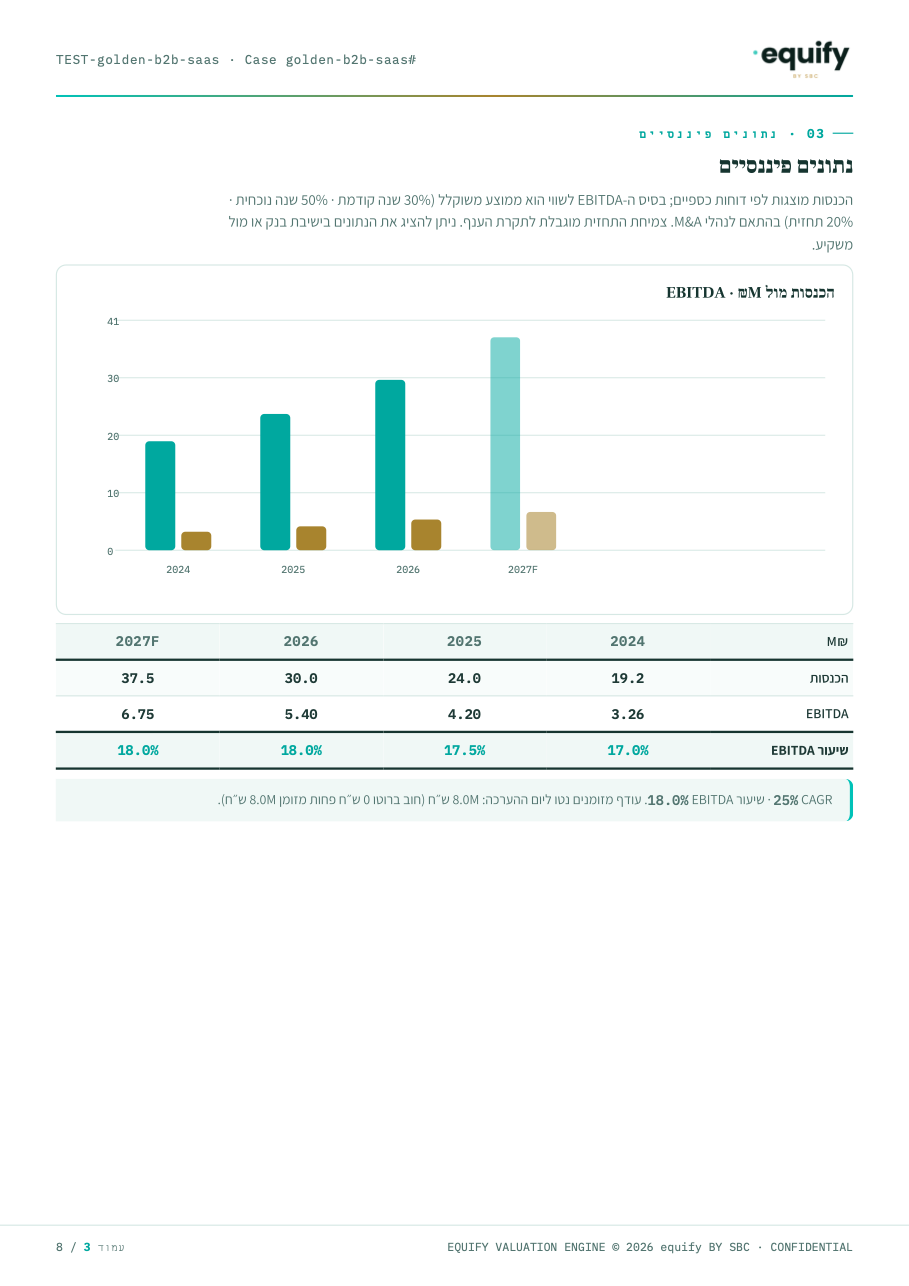 equify
BY SBC
TEST-golden-b2b-saas · Case golden-b2b-saas#
03 · נתונים פיננסיים
נתונים פיננסיים
הכנסות מוצגות לפי דוחות כספיים; בסיס ה-EBITDA לשווי הוא ממוצע משוקלל (30% שנה קודמת · 50% שנה נוכחית ·
20% תחזית) בהתאם לנהלי M&A. צמיחת התחזית מוגבלת לתקרת הענף. ניתן להציג את הנתונים בישיבת בנק או מול
משקיע.
הכנסות מול EBITDA · ₪M
41
30
20
10
0
2024 2025 2026 2027F
₪M 2024 2025 2026 2027F
הכנסות 19.2 24.0 30.0 37.5
EBITDA 3.26 4.20 5.40 6.75
שיעור EBITDA 17.0% 17.5% 18.0% 18.0%
CAGR 25% · שיעור EBITDA 18.0%. עודף מזומנים נטו ליום ההערכה: 8.0M ש״ח (חוב ברוטו 0 ש״ח פחות מזומן 8.0M ש״ח).
EQUIFY VALUATION ENGINE © 2026 equify BY SBC · CONFIDENTIAL
עמוד 3 / 8